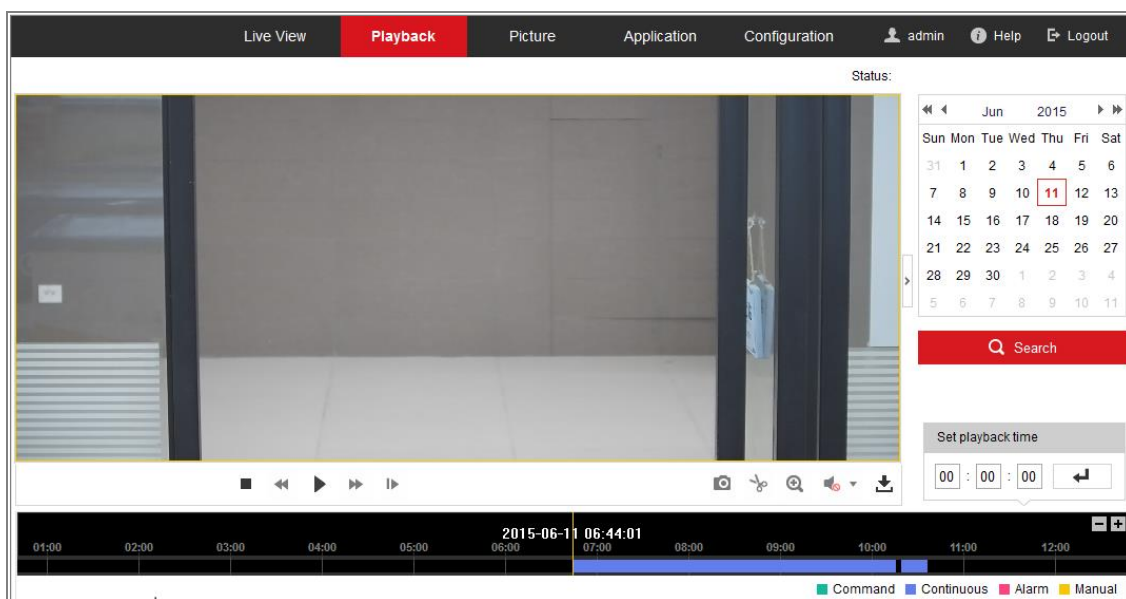 Live View Playback Picture Application Configuration admin Help Logout
Status:
Jun 2015
Sun Mon Tue Wed Thu Fri Sat
31 1 2 3 4 5 6
7 8 9 10 11 12 13
14 15 16 17 18 19 20
21 22 23 24 25 26 27
28 29 30 1 2 3 4
5 6 7 8 9 10 11
Search
Set playback time
00 : 00 : 00
2015-06-11 06:44:01
01:00 02:00 03:00 04:00 05:00 06:00 07:00 08:00 09:00 10:00 11:00 12:00
Command Continuous Alarm Manual